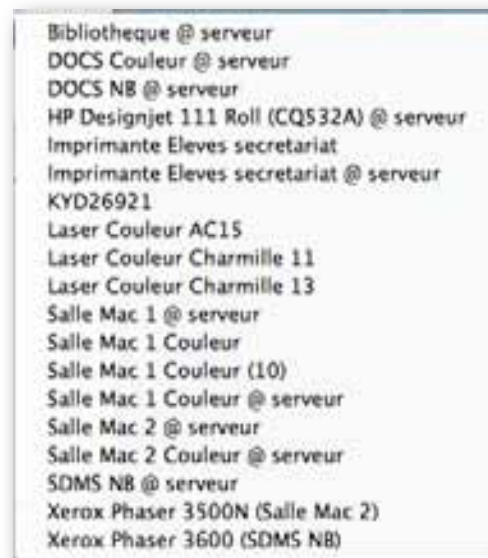 Bibliotheque @ serveur
DOCS Couleur @ serveur
DOCS NB @ serveur
HP Designjet 111 Roll (CQ532A) @ serveur
Imprimante Eleves secretariat
Imprimante Eleves secretariat @ serveur
KYD26921
Laser Couleur AC15
Laser Couleur Charmille 11
Laser Couleur Charmille 13
Salle Mac 1 @ serveur
Salle Mac 1 Couleur
Salle Mac 1 Couleur (10)
Salle Mac 1 Couleur @ serveur
Salle Mac 2 @ serveur
Salle Mac 2 Couleur @ serveur
SDMS NB @ serveur
Xerox Phaser 3500N (Salle Mac 2)
Xerox Phaser 3600 (SDMS NB)